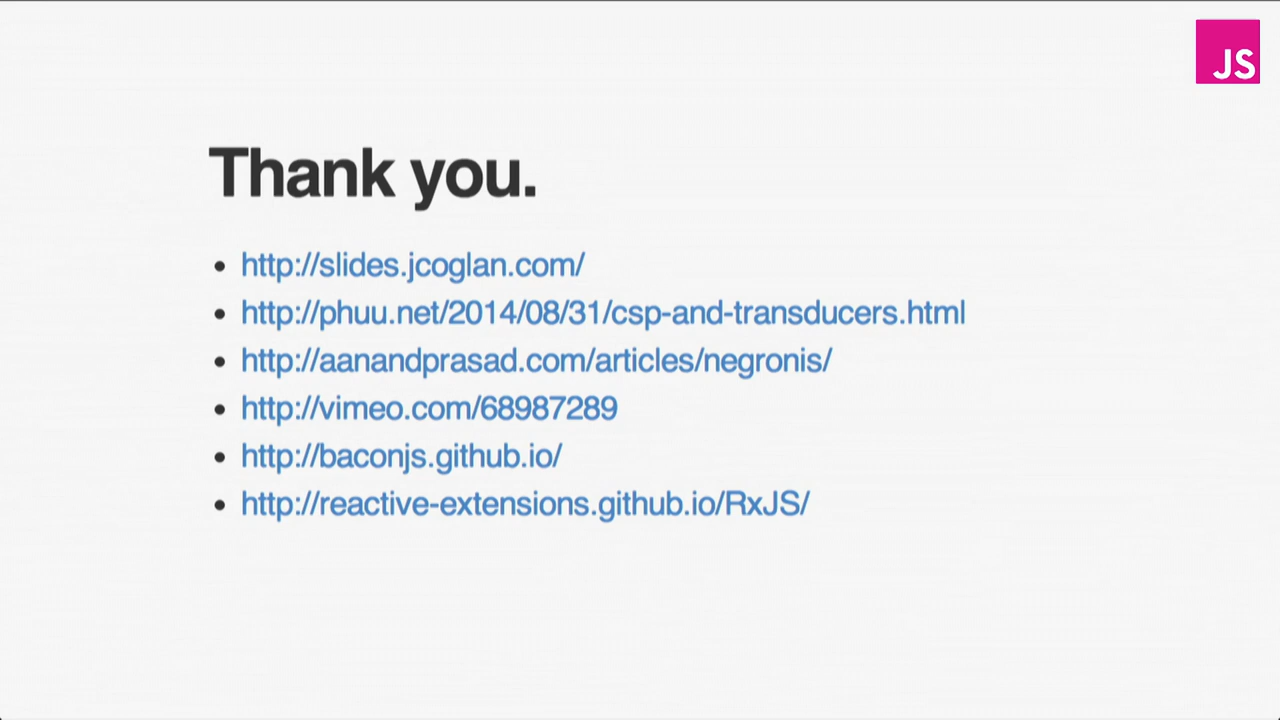 JS
Thank you.
• http://slides.jcoglan.com/
• http://phuu.net/2014/08/31/csp-and-transducers.html
• http://aanandprasad.com/articles/negronis/
• http://vimeo.com/68987289
• http://baconjs.github.io/
• http://reactive-extensions.github.io/RxJS/